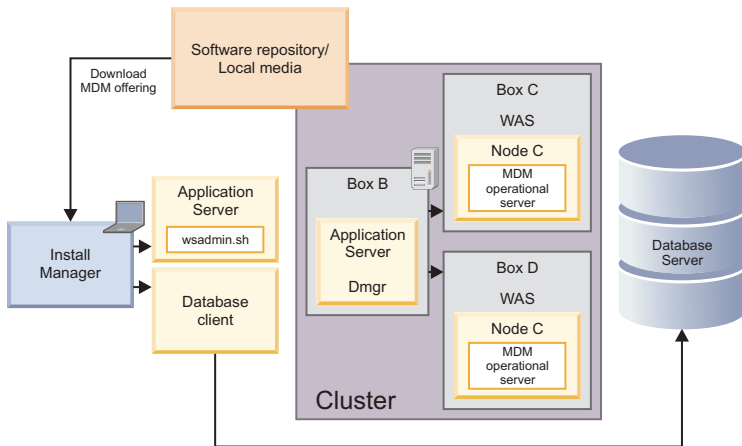 Software repository/
Local media
Download
MDM offering
Install
Manager
Application
Server
wsadmin.sh
Database
client
Box B
Application
Server
Dmgr
Box C
WAS
Node C
MDM
operational
server
Box D
WAS
Node C
MDM
operational
server
Cluster
Database
Server